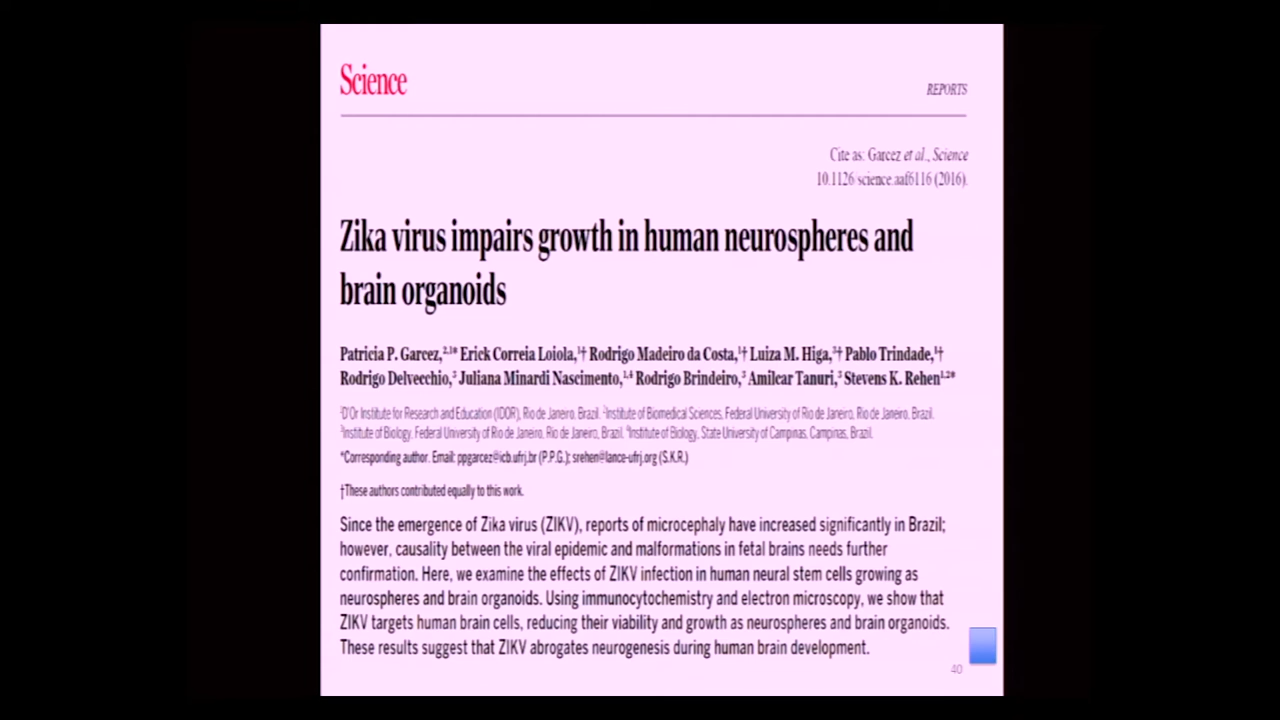 Science
REPORTS
Cite as: Garcez et al., Science
10.1126/science.aaf6116 (2016).
Zika virus impairs growth in human neurospheres and
brain organoids
Patricia P. Garcez,2,1* Erick Correia Loiola,1† Rodrigo Madeiro da Costa,1† Luiza M. Higa,3† Pablo Trindade,1†
Rodrigo Delvecchio,3 Juliana Minardi Nascimento,1,4 Rodrigo Brindeiro,3 Amilcar Tanuri,3 Stevens K. Rehen1,2*
1D'Or Institute for Research and Education (IDOR), Rio de Janeiro, Brazil. 2Institute of Biomedical Sciences, Federal University of Rio de Janeiro, Rio de Janeiro, Brazil.
3Institute of Biology, Federal University of Rio de Janeiro, Rio de Janeiro, Brazil. 4Institute of Biology, State University of Campinas, Campinas, Brazil.
*Corresponding author. Email: ppgarcez@icb.ufrj.br (P.P.G.); srehen@lance-ufrj.org (S.K.R.)
†These authors contributed equally to this work.
Since the emergence of Zika virus (ZIKV), reports of microcephaly have increased significantly in Brazil;
however, causality between the viral epidemic and malformations in fetal brains needs further
confirmation. Here, we examine the effects of ZIKV infection in human neural stem cells growing as
neurospheres and brain organoids. Using immunocytochemistry and electron microscopy, we show that
ZIKV targets human brain cells, reducing their viability and growth as neurospheres and brain organoids.
These results suggest that ZIKV abrogates neurogenesis during human brain development.
40